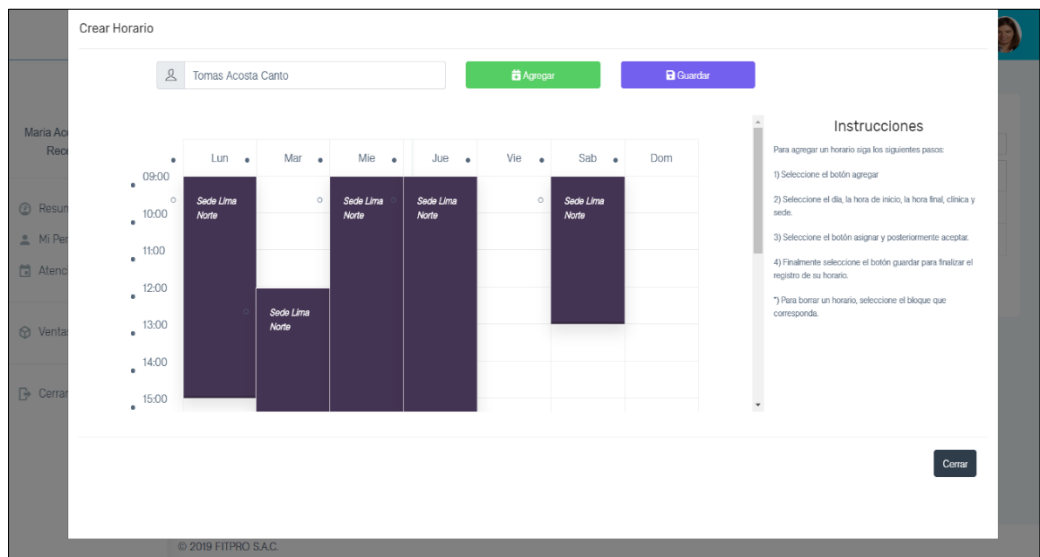 Crear Horario
Tomas Acosta Canto
Agregar
Guardar
Maria Aco
Rece
Resum
Mi Per
Atenci
Ventas
Cerrar
Lun
Mar
Mie
Jue
Vie
Sab
Dom
09:00
10:00
11:00
12:00
13:00
14:00
15:00
Sede Lima
Norte
Sede Lima
Norte
Sede Lima
Norte
Sede Lima
Norte
Sede Lima
Norte
Instrucciones
Para agregar un horario siga los siguientes pasos:
1) Seleccione el botón agregar
2) Seleccione el día, la hora de inicio, la hora final, clínica y
sede.
3) Seleccione el botón asignar y posteriormente aceptar.
4) Finalmente seleccione el botón guardar para finalizar el
registro de su horario.
*) Para borrar un horario, seleccione el bloque que
corresponda.
Cerrar
© 2019 FITPRO S.A.C.